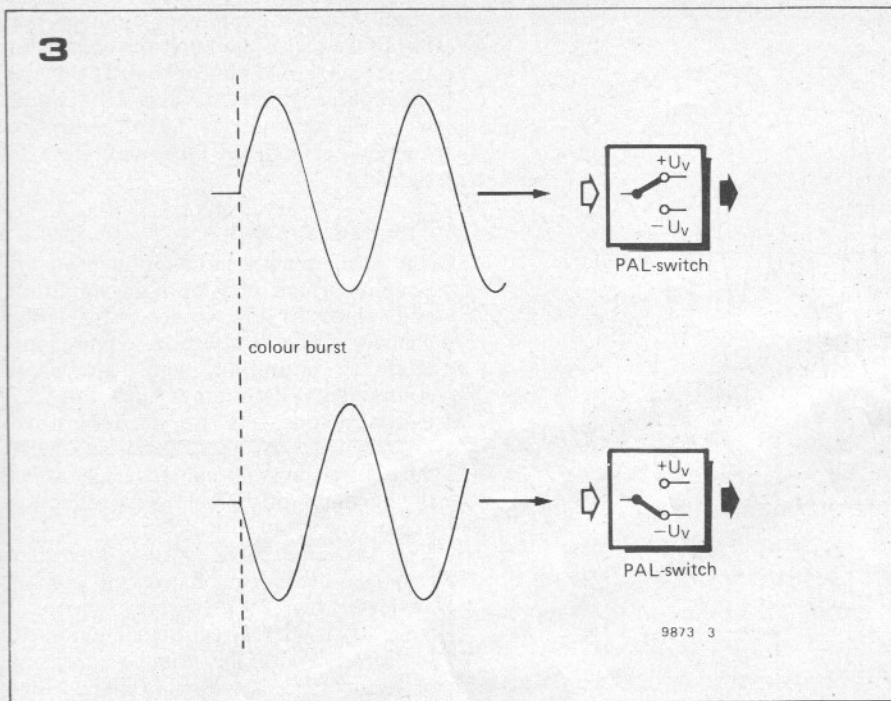 3
+Uv
− Uv
PAL-switch
colour burst
+Uv
−Uv
PAL-switch
9873 3